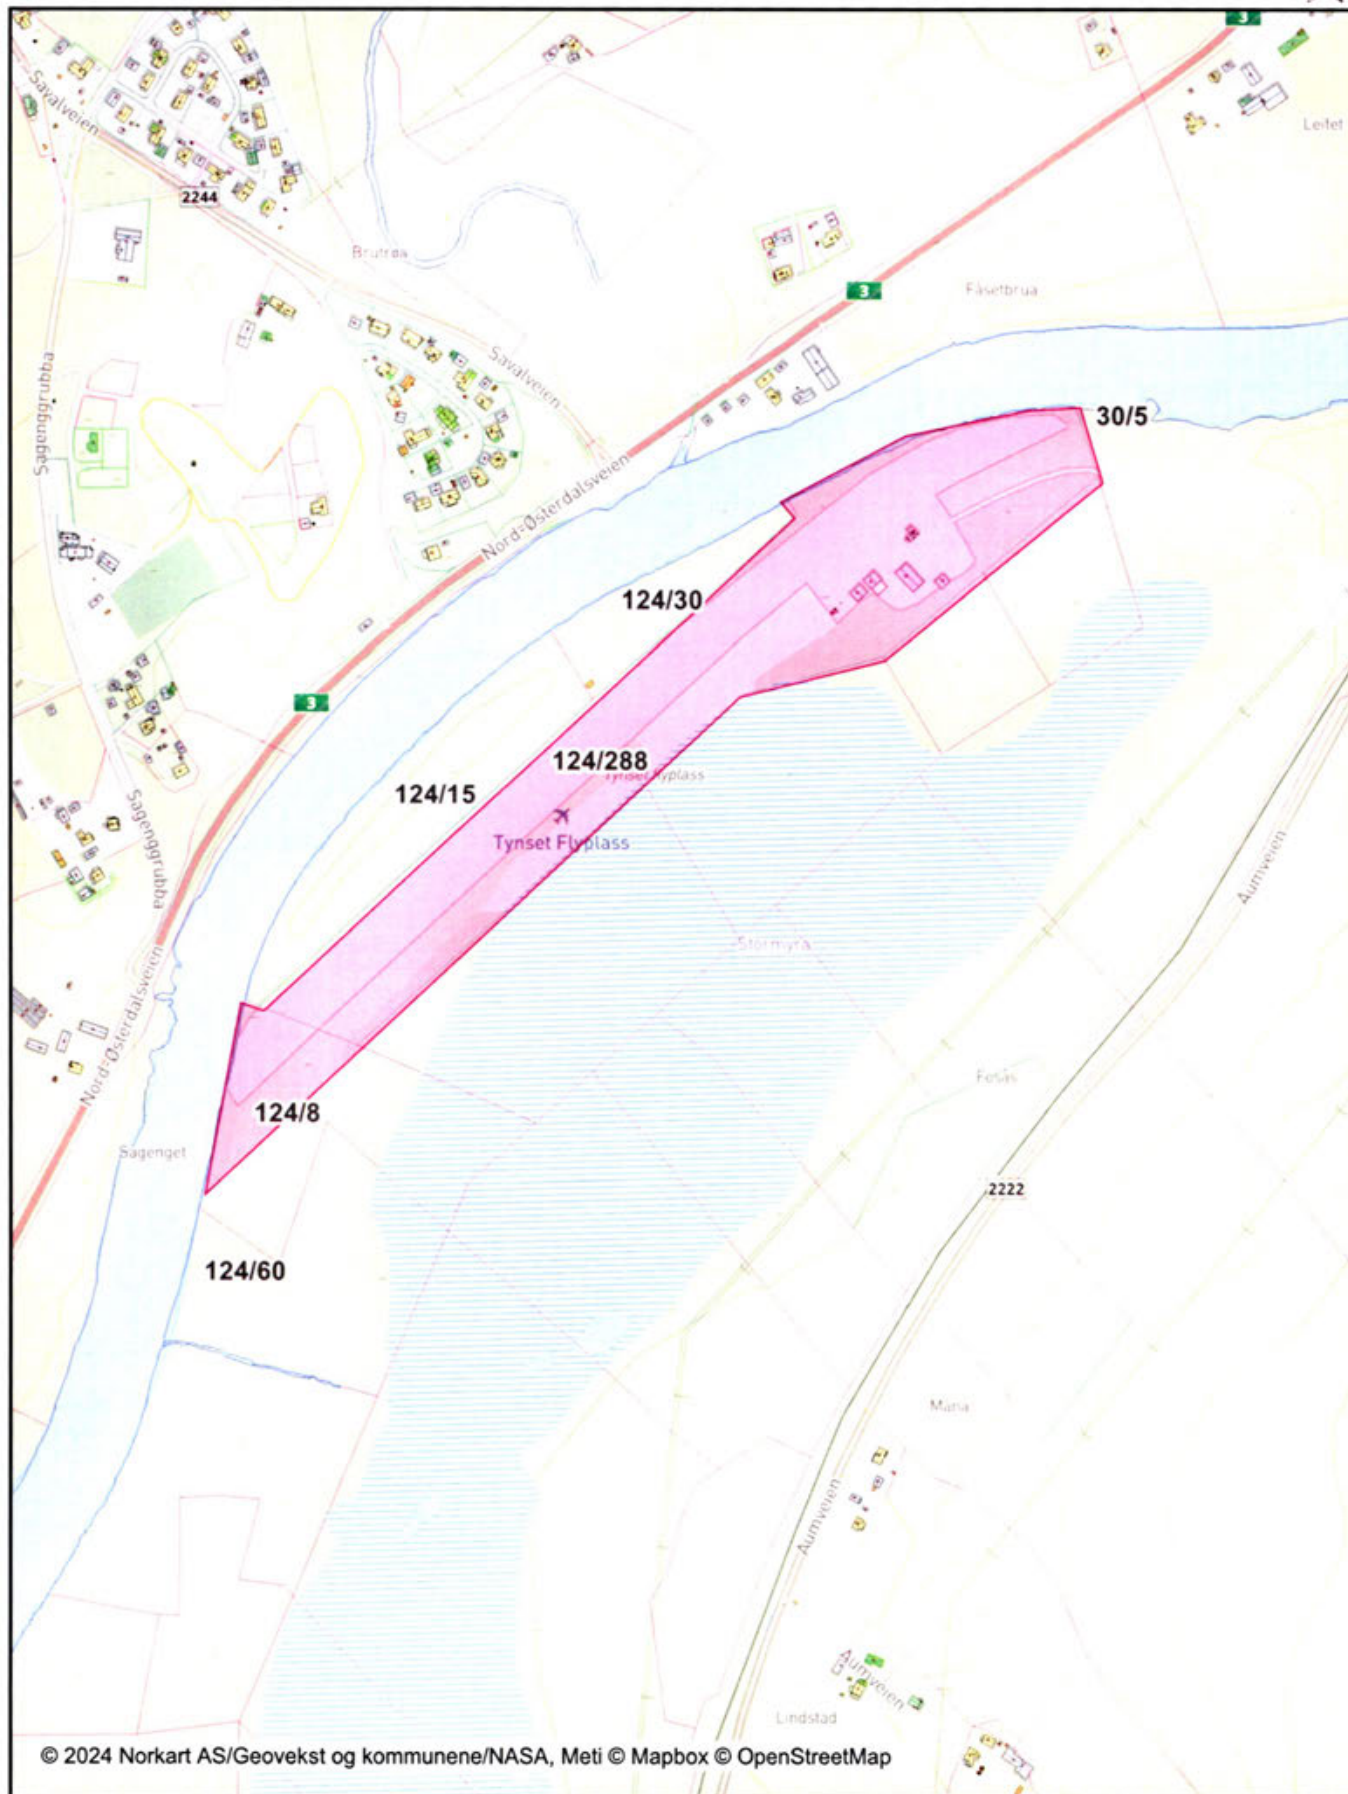 3
Savalveien
Leitet
2244
Brutrøa
3
Fåsetbrua
Savalveien
Sagenggrubba
30/5
Nord-Østerdalsveien
124/30
3
124/288
Tynset flyplass
124/15
Tynset Flyplass
Sagenggrubba
Aumveien
Stormyra
Nord-Østerdalsveien
Fosås
124/8
Sagenget
2222
124/60
Mana
Aumveien
Aumveien
Lindstad
© 2024 Norkart AS/Geovekst og kommunene/NASA, Meti © Mapbox © OpenStreetMap